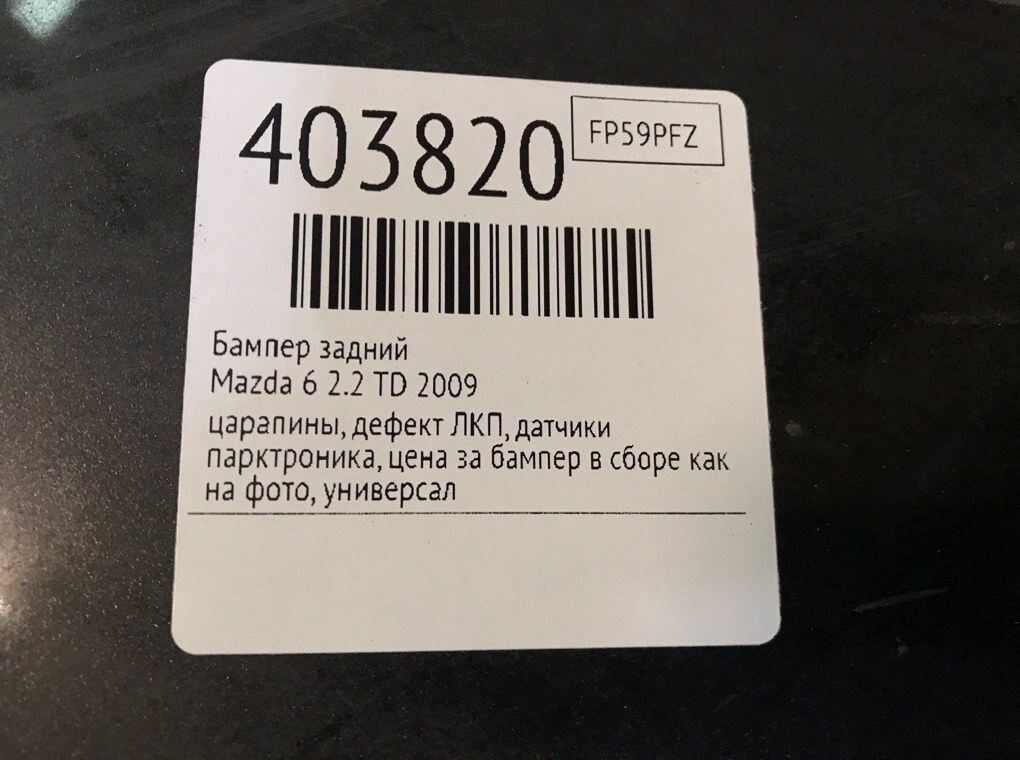 403820
FP59PFZ
Бампер задний
Mazda 6 2.2 TD 2009
царапины, дефект ЛКП, датчики
парктроника, цена за бампер в сборе как
на фото, универсал